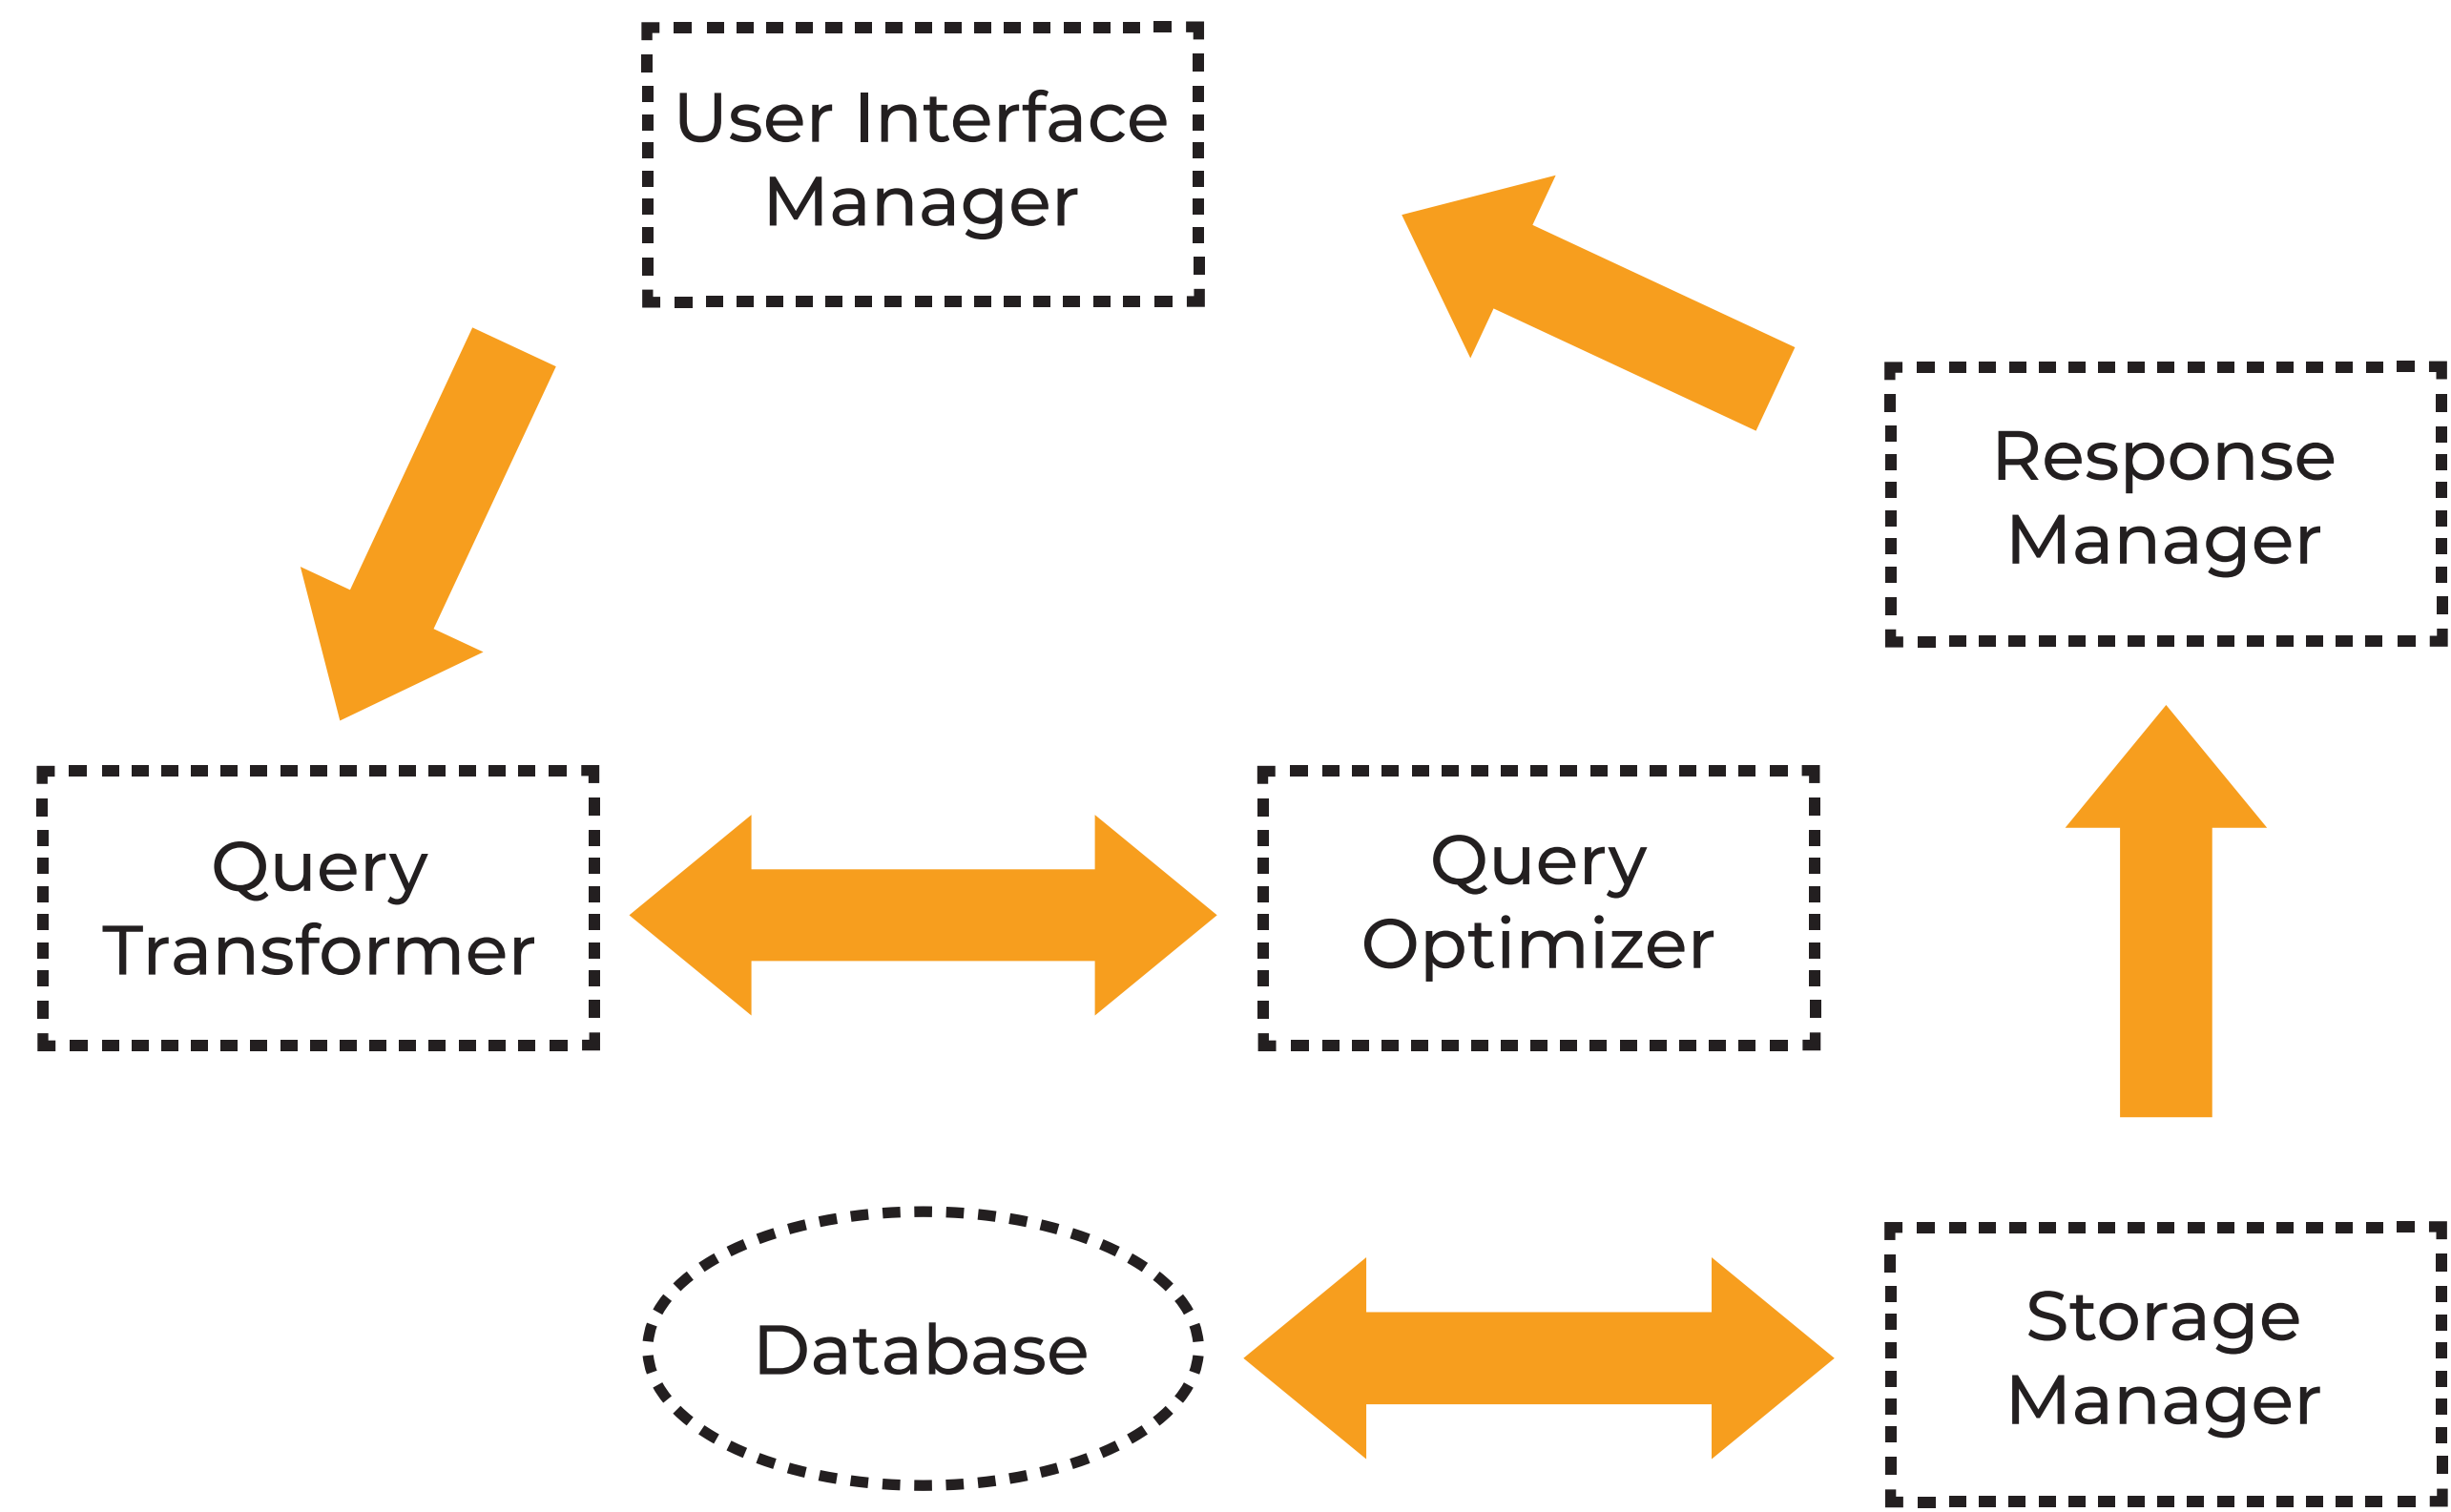 User Interface
Manager
Response
Manager
Query
Transformer
Query
Optimizer
Database
Storage
Manager